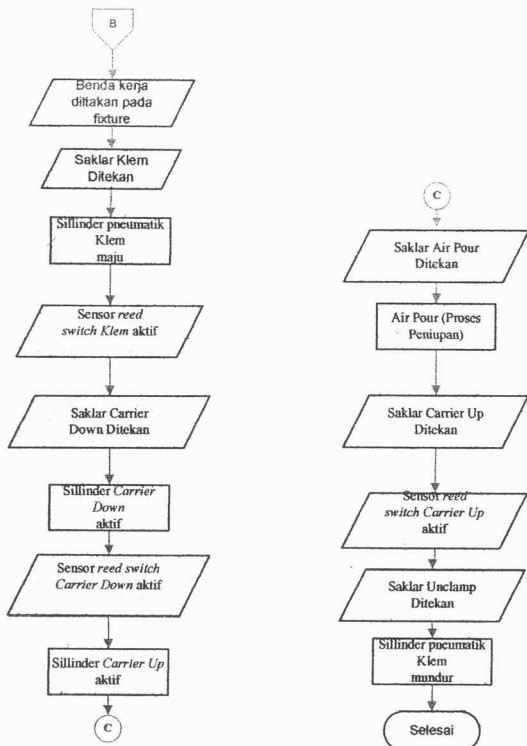 B
Benda kerja
diltakan pada
fixture
Saklar Klem
Ditekan
Sillinder pneumatik
Klem
maju
Sensor reed
switch Klem aktif
Saklar Carrier
Down Ditekan
Sillinder Carrier
Down
aktif
Sensor reed switch
Carrier Down aktif
Sillinder Carrier Up
aktif
C
C
Saklar Air Pour
Ditekan
Air Pour (Proses
Peniupan)
Saklar Carrier Up
Ditekan
Sensor reed
switch Carrier Up
aktif
Saklar Unclamp
Ditekan
Sillinder pneumatik
Klem
mundur
Selesai